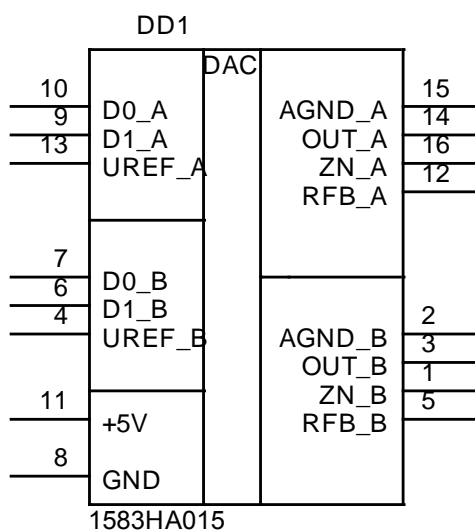 DD1
DAC
10 D0_A
9 D1_A
13 UREF_A
7 D0_B
6 D1_B
4 UREF_B
11 +5V
8 GND
AGND_A 15
OUT_A 14
ZN_A 16
RFB_A 12
AGND_B 2
OUT_B 3
ZN_B 1
RFB_B 5
1583HA015